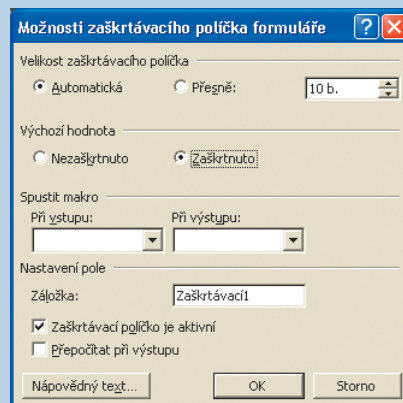 Možnosti zaškrtávacího políčka formuláře
Velikost zaškrtávacího políčka
Automatická Přesně: 10 b.
Výchozí hodnota
Nezaškrtnuto Zaškrtnuto
Spustit makro
Při vstupu: Při výstupu:
Nastavení pole
Záložka: Zaškrtávací1
Zaškrtávací políčko je aktivní
Přepočítat při výstupu
Nápovědný text... OK Storno